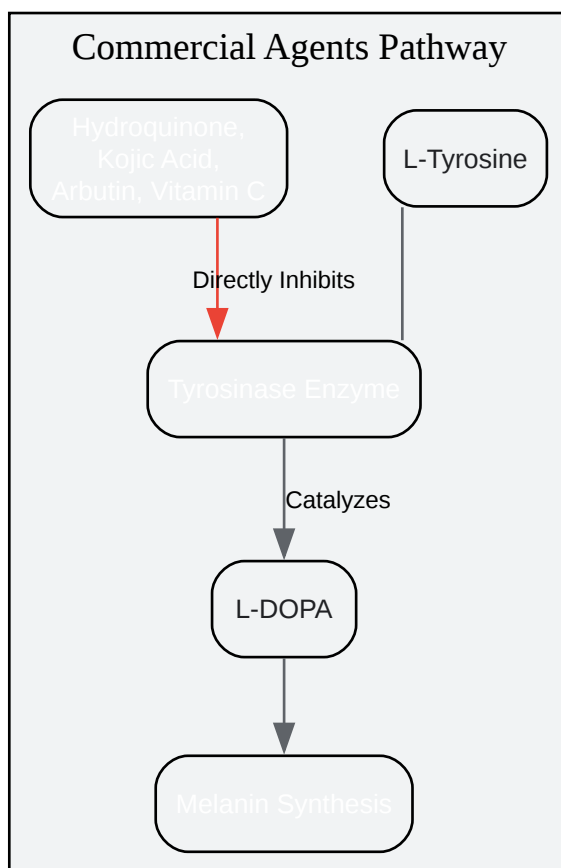 Commercial Agents Pathway
Hydroquinone,
Kojic Acid,
Arbutin, Vitamin C
L-Tyrosine
Directly Inhibits
Tyrosinase Enzyme
Catalyzes
L-DOPA
Melanin Synthesis